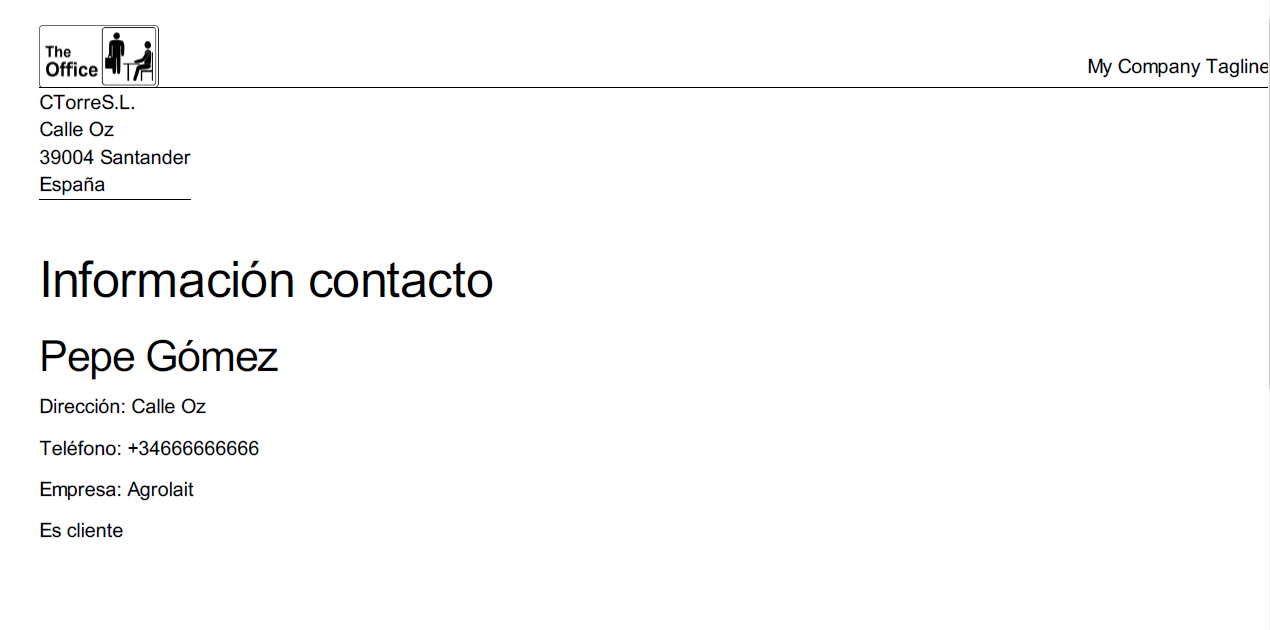 The
Office
My Company Tagline
CTorreS.L.
Calle Oz
39004 Santander
España
Información contacto
Pepe Gómez
Dirección: Calle Oz
Teléfono: +34666666666
Empresa: Agrolait
Es cliente